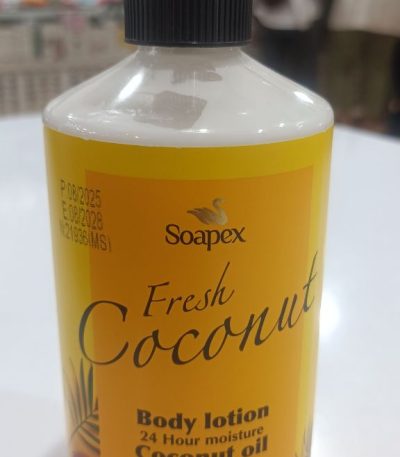 P 08/2025
E 08/2028
Soapex
Fresh
Coconut
Body lotion
24 Hour moisture
Coconut oil